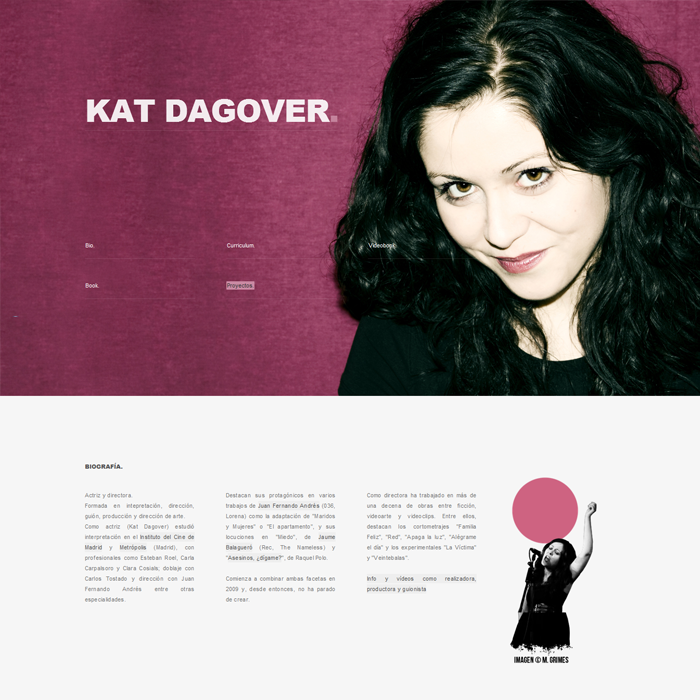 KAT DAGOVER.
Bio.
Curriculum.
Videobook.
Book.
Proyectos.
BIOGRAFÍA.
Actriz y directora.
Formada en intepretación, dirección,
guión, producción y dirección de arte.
Como actriz (Kat Dagover) estudió
interpretación en el Instituto del Cine de
Madrid y Metrópolis (Madrid), con
profesionales como Esteban Roel, Carla
Carpalsoro y Clara Cosials; doblaje con
Carlos Tostado y dirección con Juan
Fernando Andrés entre otras
especialidades.
Destacan sus protagónicos en varios
trabajos de Juan Fernando Andrés (036,
Lorena) como la adaptación de "Maridos
y Mujeres" o "El apartamento", y sus
locuciones en "Miedo", de Jaume
Balagueró (Rec, The Nameless) y
"Asesinos, ¿dígame?", de Raquel Polo.
Comienza a combinar ambas facetas en
2009 y, desde entonces, no ha parado
de crear.
Como directora ha trabajado en más de
una decena de obras entre ficción,
videoarte y videoclips. Entre ellos,
destacan los cortometrajes "Familia
Feliz", "Red", "Apaga la luz", "Alégrame
el día" y los experimentales "La Víctima"
y "Veintebalas".
Info y vídeos como realizadora,
productora y guionista
IMAGEN © M. GRIMES